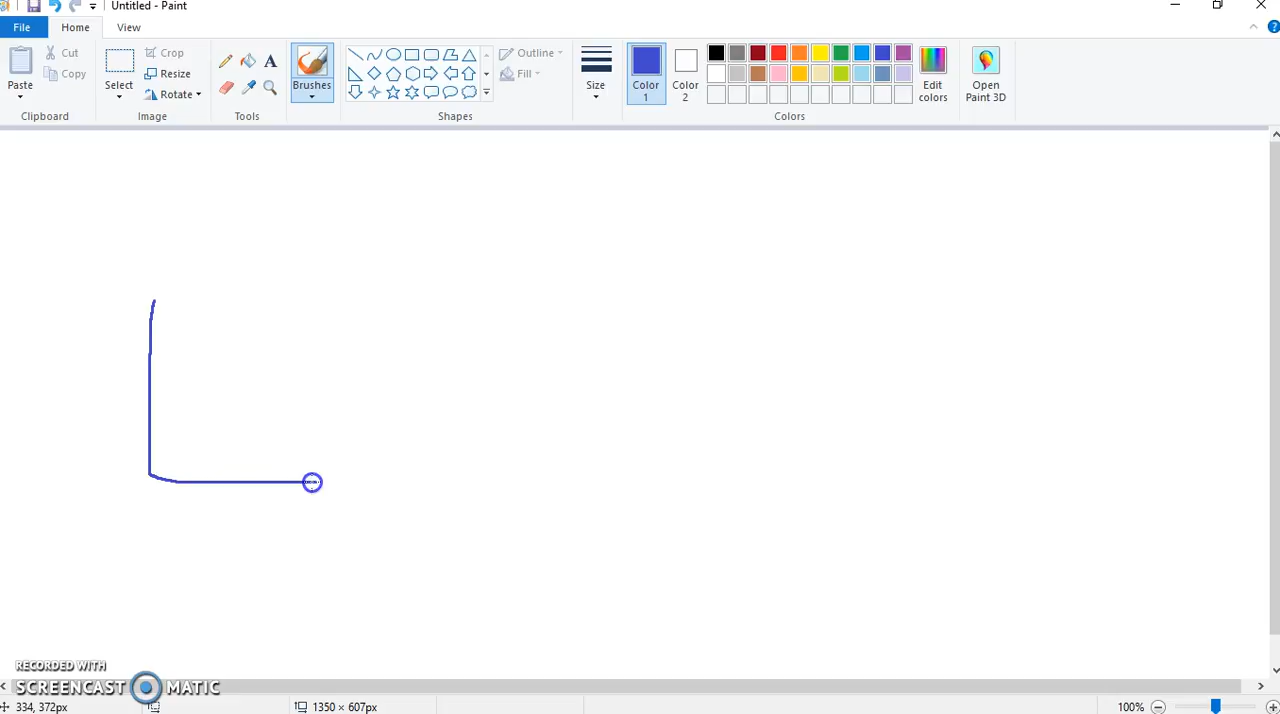 Untitled - Paint
File
Home
View
Paste
Cut
Copy
Clipboard
Select
Crop
Resize
Rotate
Image
A
Tools
Brushes
Outline
Fill
Shapes
Size
Color
1
Color
2
Edit
colors
Colors
Open
Paint 3D
?
RECORDED WITH
SCREENCAST MATIC
334, 372px
1350 × 607px
100%